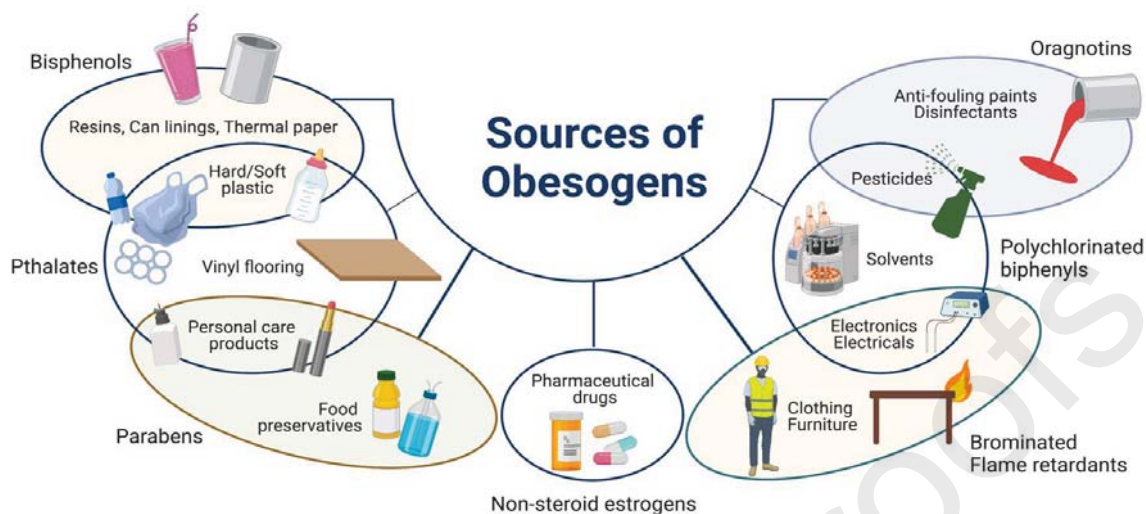 Bisphenols
Resins, Can linings, Thermal paper
Hard/Soft
plastic
Pthalates
Vinyl flooring
Personal care
products
Food
preservatives
Parabens
Sources of
Obesogens
Pharmaceutical
drugs
Non-steroid estrogens
Oragnotins
Anti-fouling paints
Disinfectants
Pesticides
Solvents
Polychlorinated
biphenyls
Electronics
Electricals
Clothing
Furniture
Brominated
Flame retardants
roofs